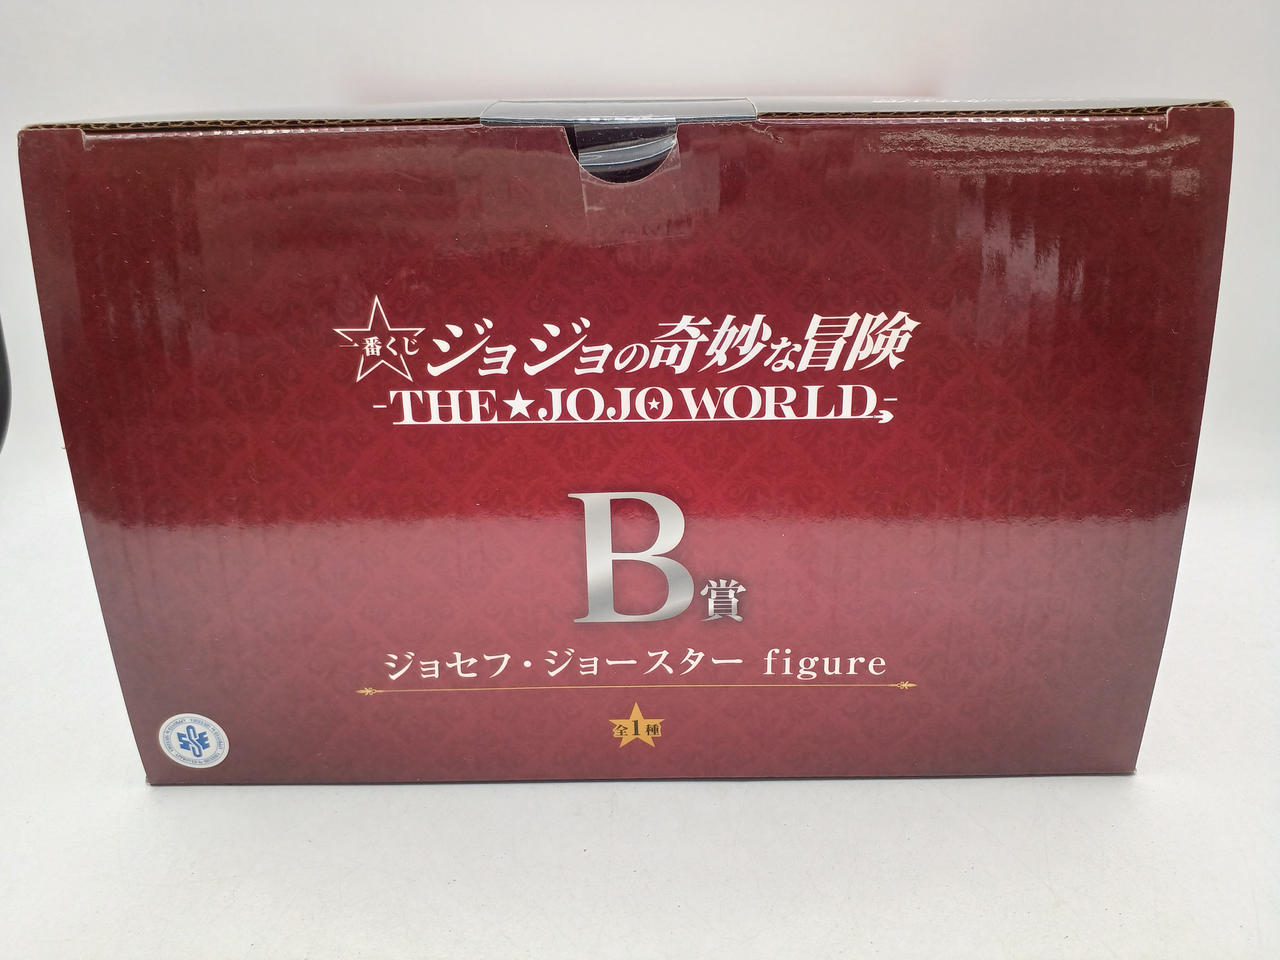 一番くじ ジョジョの奇妙な冒険
-THE★JOJO WORLD-
B賞
ジョセフ・ジョースター figure
全1種